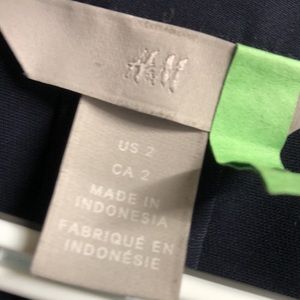 H&M
US 2
CA 2
MADE IN
INDONESIA
FABRIQUÉ EN
INDONÉSIE